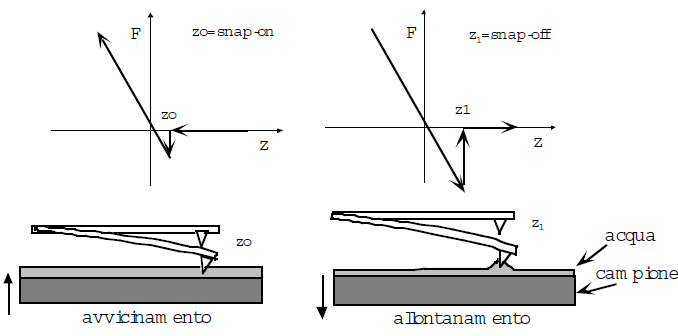 F
zo=snap-on
zo
z
F
z1=snap-off
z1
z
zo
z1
acqua
campione
avvicinamento
allontanamento